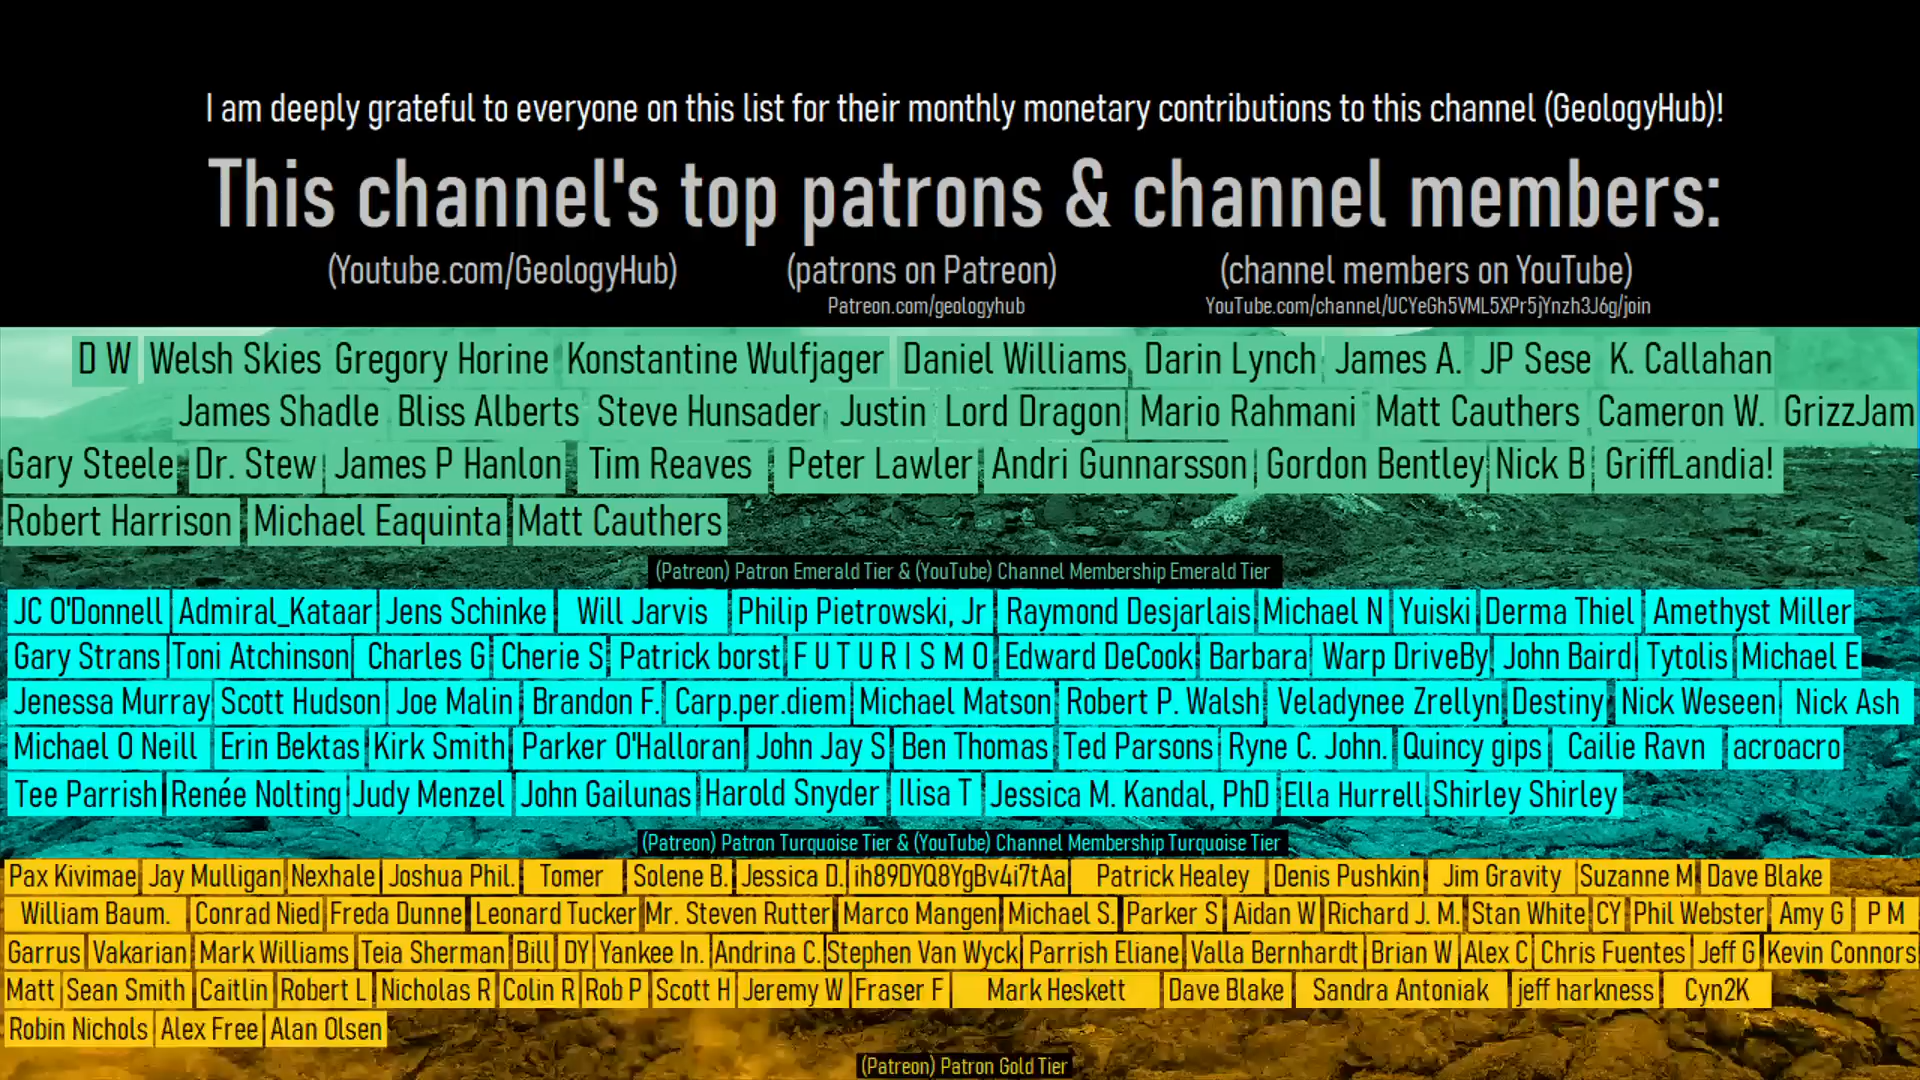 I am deeply grateful to everyone on this list for their monthly monetary contributions to this channel (GeologyHub)!
This channel's top patrons & channel members:
(Youtube.com/GeologyHub) (patrons on Patreon) (channel members on YouTube)
Patreon.com/geologyhub YouTube.com/channel/UCYeGh5VML5XPr5jYnzh3J6g/join
D W Welsh Skies Gregory Horine Konstantine Wulfjager Daniel Williams Darin Lynch James A. JP Sese K. Callahan
James Shadle Bliss Alberts Steve Hunsader Justin Lord Dragon Mario Rahmani Matt Cauthers Cameron W. GrizzJam
Gary Steele Dr. Stew James P Hanlon Tim Reaves Peter Lawler Andri Gunnarsson Gordon Bentley Nick B GriffLandia!
Robert Harrison Michael Eaquinta Matt Cauthers
(Patreon) Patron Emerald Tier & (YouTube) Channel Membership Emerald Tier
JC O'Donnell Admiral_Kataar Jens Schinke Will Jarvis Philip Pietrowski, Jr Raymond Desjarlais Michael N Yuiski Derma Thiel Amethyst Miller
Gary Strans Toni Atchinson Charles G Cherie S Patrick borst F U T U R I S M O Edward DeCook Barbara Warp DriveBy John Baird Tytolis Michael E
Jenessa Murray Scott Hudson Joe Malin Brandon F. Carp.per.diem Michael Matson Robert P. Walsh Veladynee Zrellyn Destiny Nick Weseen Nick Ash
Michael O Neill Erin Bektas Kirk Smith Parker O'Halloran John Jay S Ben Thomas Ted Parsons Ryne C. John. Quincy gips Cailie Ravn acroacro
Tee Parrish Renée Nolting Judy Menzel John Gailunas Harold Snyder Ilisa T Jessica M. Kandal, PhD Ella Hurrell Shirley Shirley
(Patreon) Patron Turquoise Tier & (YouTube) Channel Membership Turquoise Tier
Pax Kivimae Jay Mulligan Nexhale Joshua Phil. Tomer Solene B. Jessica D. ih89DYQ8YgBv4i7tAa Patrick Healey Denis Pushkin Jim Gravity Suzanne M Dave Blake
William Baum. Conrad Nied Freda Dunne Leonard Tucker Mr. Steven Rutter Marco Mangen Michael S. Parker S Aidan W Richard J. M. Stan White CY Phil Webster Amy G P M
Garrus Vakarian Mark Williams Teia Sherman Bill DY Yankee In. Andrina C. Stephen Van Wyck Parrish Eliane Valla Bernhardt Brian W Alex C Chris Fuentes Jeff G Kevin Connors
Matt Sean Smith Caitlin Robert L Nicholas R Colin R Rob P Scott H Jeremy W Fraser F Mark Heskett Dave Blake Sandra Antoniak jeff harkness Cyn2K
Robin Nichols Alex Free Alan Olsen
(Patreon) Patron Gold Tier